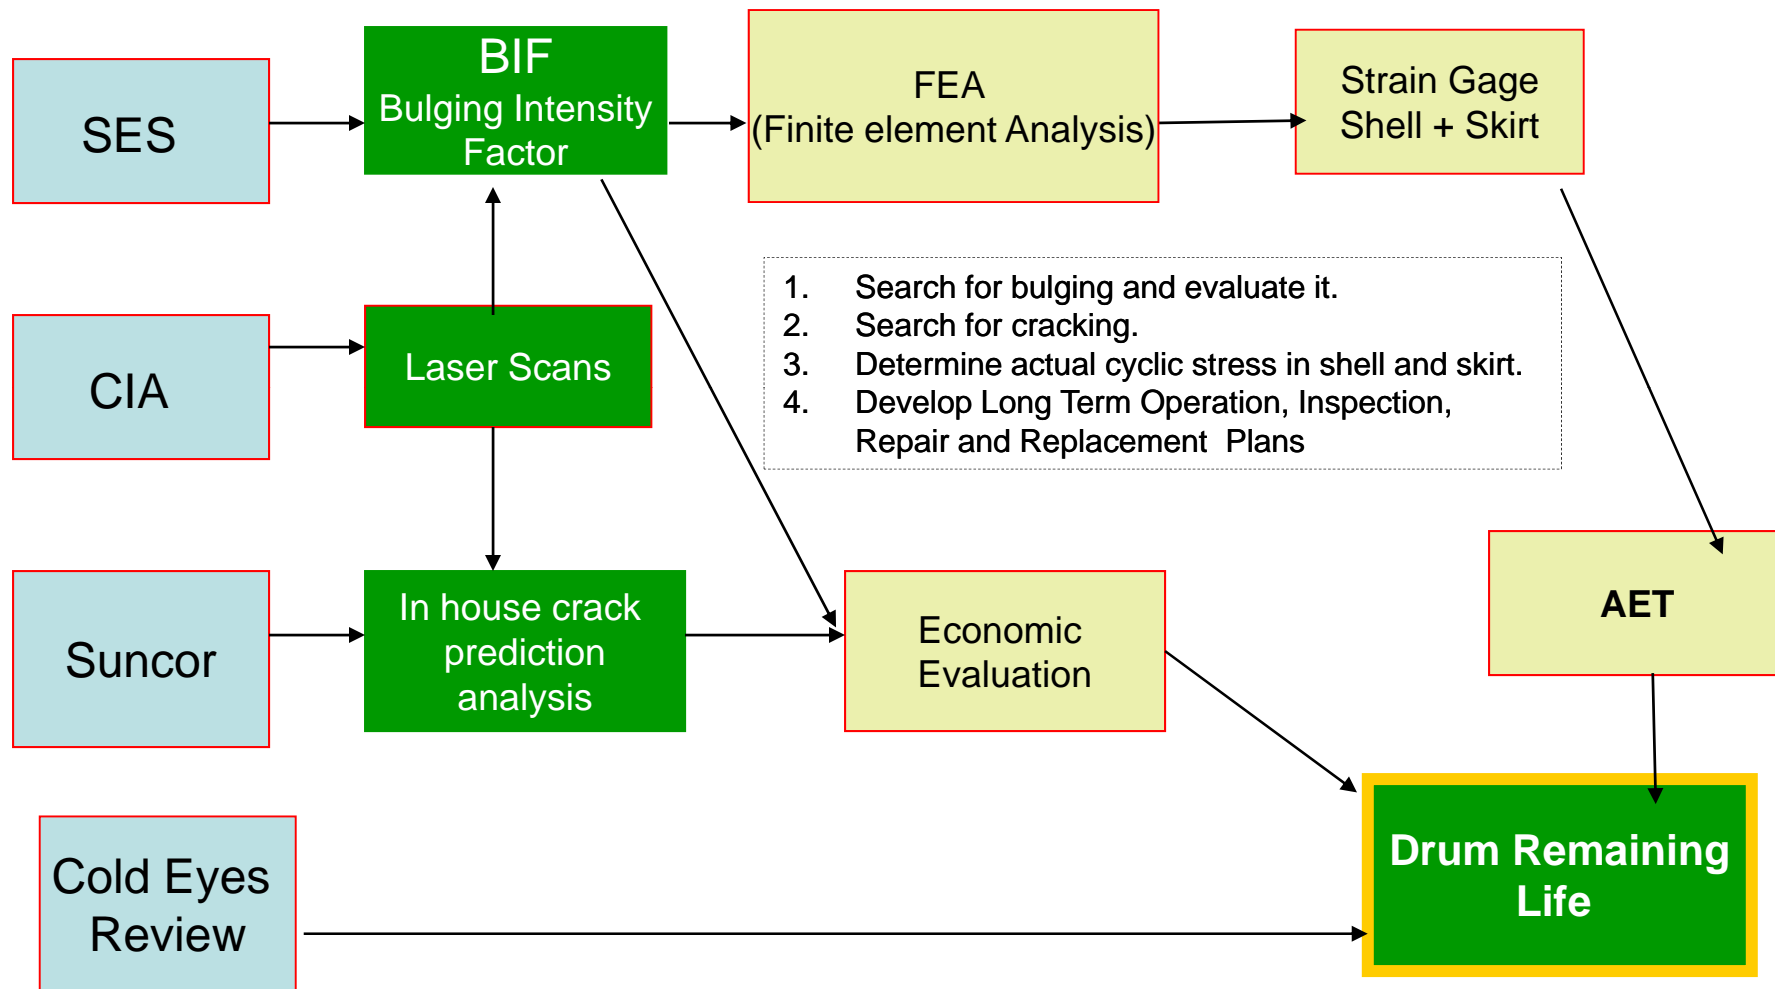 SES
BIF
Bulging Intensity
Factor
FEA
(Finite element Analysis)
Strain Gage
Shell + Skirt
CIA
Laser Scans
1. Search for bulging and evaluate it.
2. Search for cracking.
3. Determine actual cyclic stress in shell and skirt.
4. Develop Long Term Operation, Inspection,
Repair and Replacement Plans
Suncor
In house crack
prediction
analysis
Economic
Evaluation
AET
Cold Eyes
Review
Drum Remaining
Life